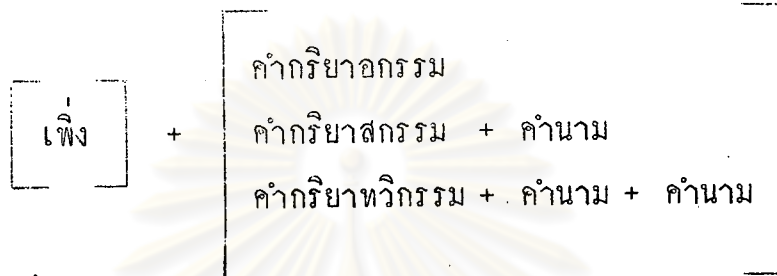 คำกริยาอกรรม
เพิ่ง + คำกริยาสกรรม + คำนาม
คำกริยาทวิกรรม + คำนาม + คำนาม